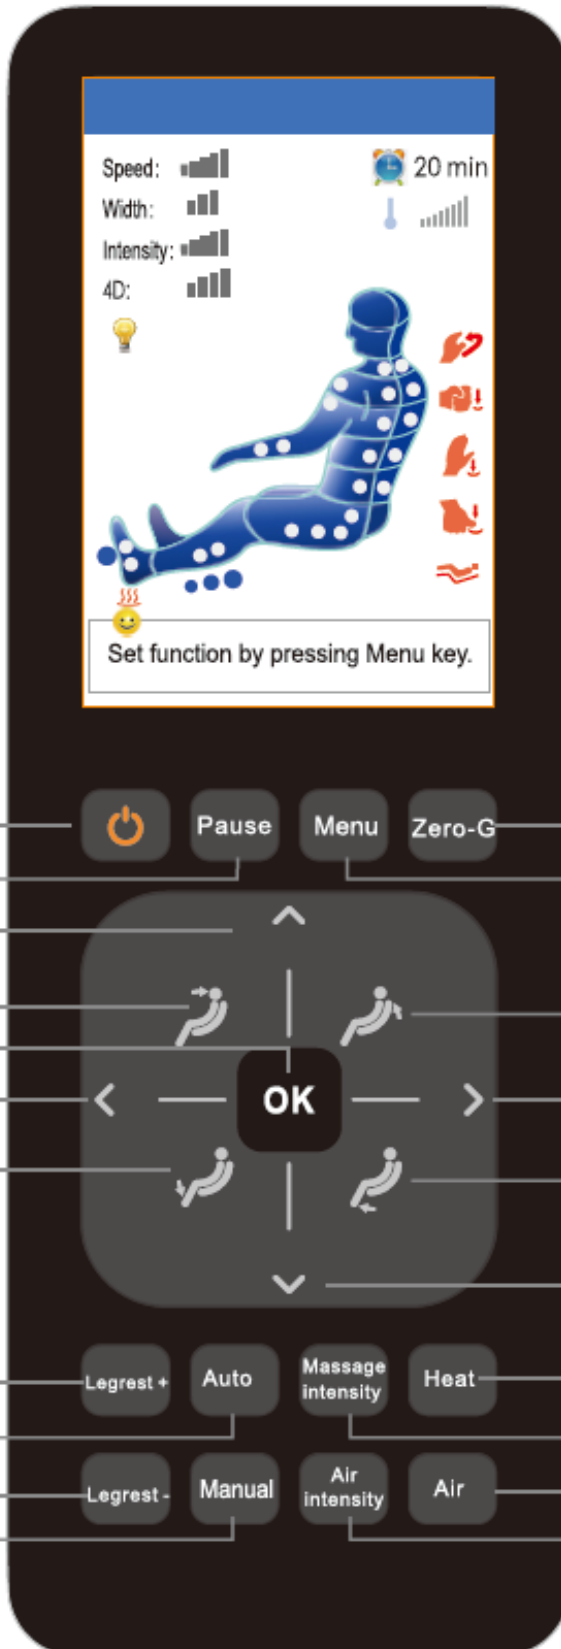 Speed:
20 min
Width:
Intensity:
4D:
Set function by pressing Menu key.
Pause
Menu
Zero-G
OK
Legrest +
Auto
Massage
intensity
Heat
Legrest -
Manual
Air
intensity
Air